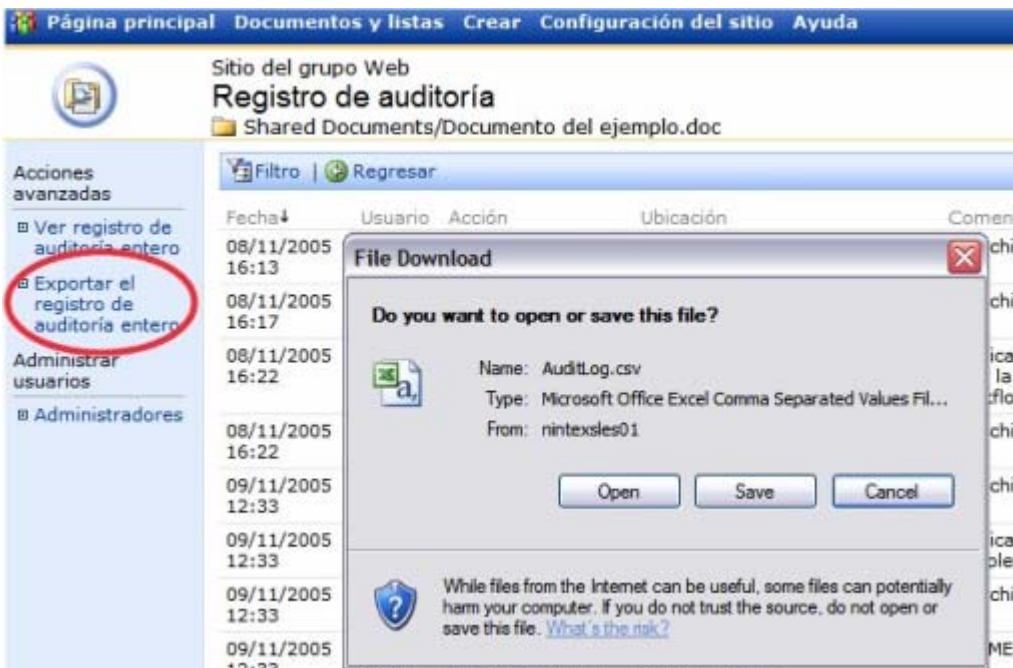 Página principal Documentos y listas Crear Configuración del sitio Ayuda
Sitio del grupo Web
Registro de auditoría
Shared Documents/Documento del ejemplo.doc
Acciones
avanzadas
Ver registro de
auditoría entero
Exportar el
registro de
auditoría entero
Administrar
usuarios
Administradores
Filtro | Regresar
Fecha Usuario Acción Ubicación
08/11/2005
16:13
08/11/2005
16:17
08/11/2005
16:22
08/11/2005
16:22
09/11/2005
12:33
09/11/2005
12:33
09/11/2005
12:33
09/11/2005
File Download
Do you want to open or save this file?
Name: AuditLog.csv
Type: Microsoft Office Excel Comma Separated Values Fil...
From: nintexsles01
Open Save Cancel
While files from the Internet can be useful, some files can potentially
harm your computer. If you do not trust the source, do not open or
save this file. What's the risk?